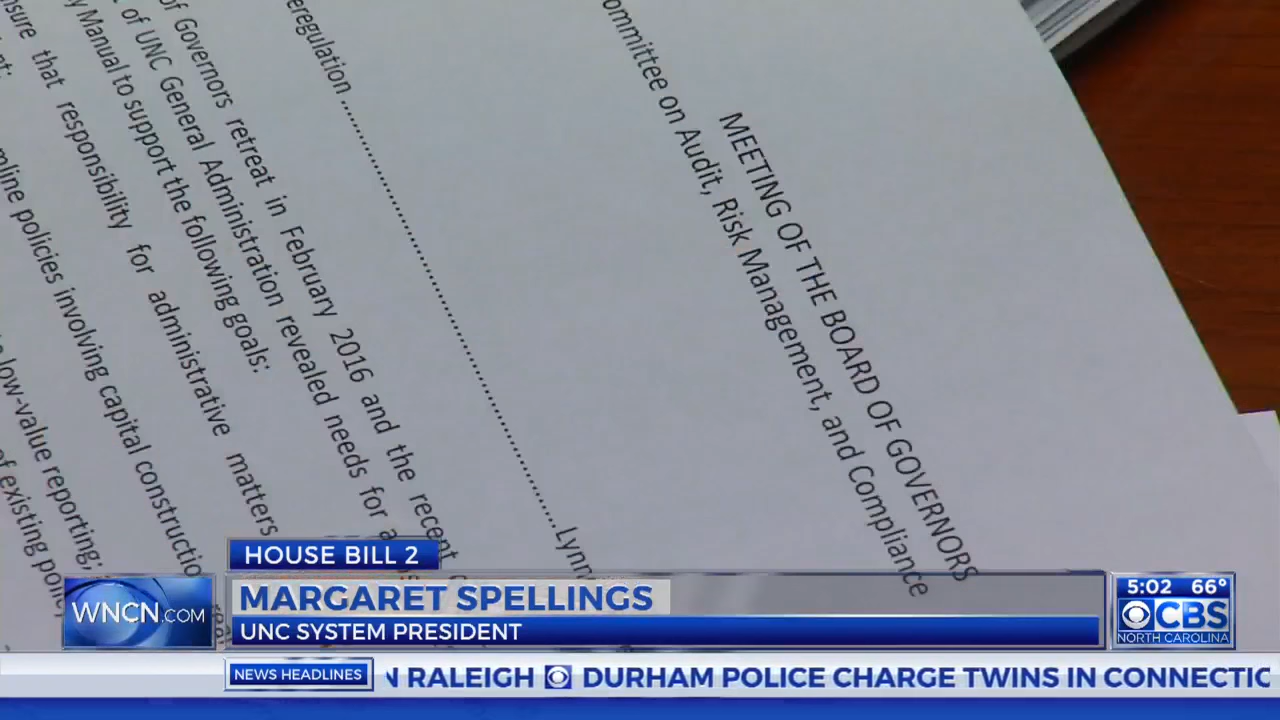 MEETING OF THE BOARD OF GOVERNORS
ommittee on Audit, Risk Management, and Compliance
eregulation
Lynn
of Governors retreat in February 2016 and the recent
of UNC General Administration revealed needs for a
y Manual to support the following goals:
nsure that responsibility for administrative matters
mline policies involving capital constructio
low-value reporting;
of existing poli
HOUSE BILL 2
MARGARET SPELLINGS
UNC SYSTEM PRESIDENT
WNCN.COM
5:02 66°
CBS
NORTH CAROLINA
NEWS HEADLINES
N RALEIGH DURHAM POLICE CHARGE TWINS IN CONNECTIC